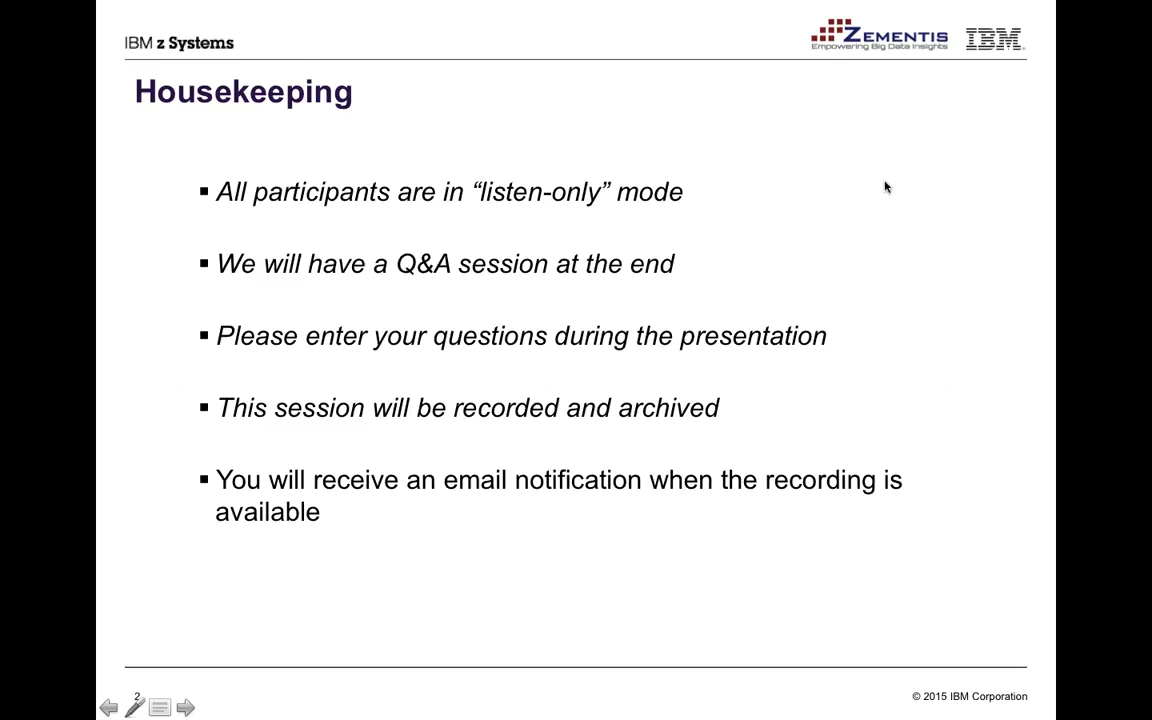 IBM z Systems
ZEMENTIS
Empowering Big Data Insights
IBM
Housekeeping
▪ All participants are in “listen-only” mode
▪ We will have a Q&A session at the end
▪ Please enter your questions during the presentation
▪ This session will be recorded and archived
▪ You will receive an email notification when the recording is
available
2
© 2015 IBM Corporation